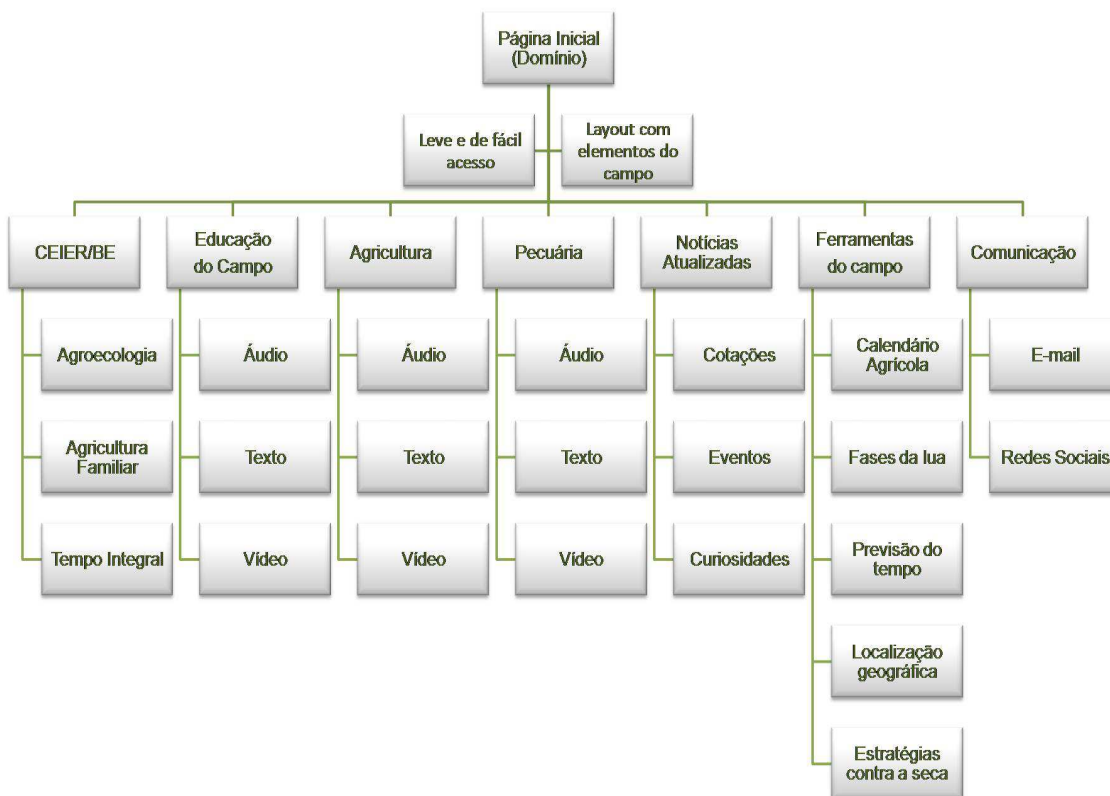 Página Inicial
(Domínio)
Leve e de fácil
acesso
Layout com
elementos do
campo
CEIER/BE
Educação
do Campo
Agricultura
Pecuária
Notícias
Atualizadas
Ferramentas
do campo
Comunicação
Agroecologia
Áudio
Áudio
Áudio
Cotações
Calendário
Agrícola
E-mail
Agricultura
Familiar
Texto
Texto
Texto
Eventos
Fases da lua
Redes Sociais
Tempo Integral
Vídeo
Vídeo
Vídeo
Curiosidades
Previsão do
tempo
Localização
geográfica
Estratégias
contra a seca